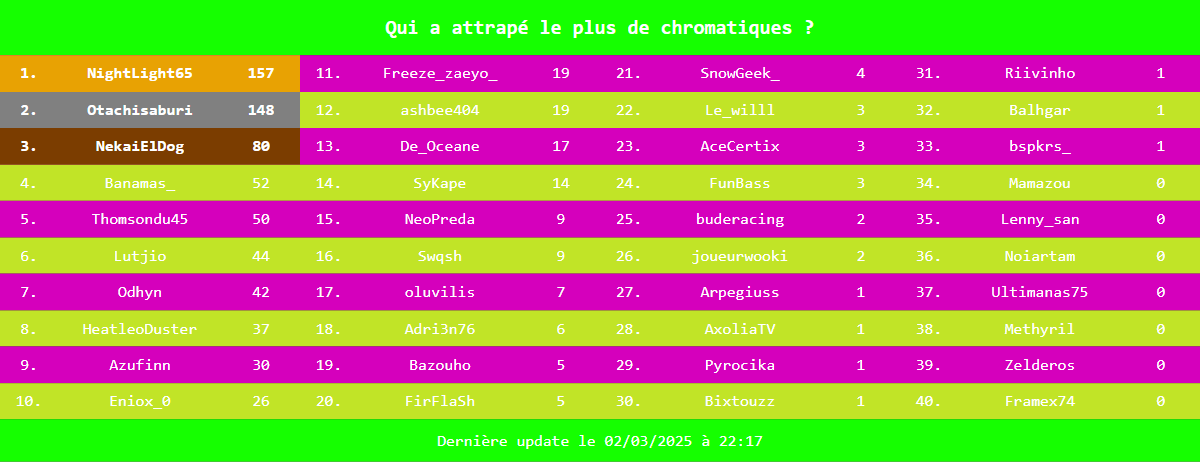 Qui a attrapé le plus de chromatiques ?
1. NightLight65 157 11. Freeze_zaeyo_ 19 21. SnowGeek_ 4 31. Riivinho 1
2. Otachisaburi 148 12. ashbee404 19 22. Le_willl 3 32. Balhgar 1
3. NekaiElDog 80 13. De_Oceane 17 23. AceCertix 3 33. bspkrs_ 1
4. Banamas_ 52 14. SyKape 14 24. FunBass 3 34. Mamazou 0
5. Thomsondu45 50 15. NeoPreda 9 25. buderacing 2 35. Lenny_san 0
6. Lutjio 44 16. Swqsh 9 26. joueurwooki 2 36. Noiartam 0
7. Odhyn 42 17. oluvilis 7 27. Arpegiuss 1 37. Ultimanas75 0
8. HeatleoDuster 37 18. Adri3n76 6 28. AxoliaTV 1 38. Methyril 0
9. Azufinn 30 19. Bazouho 5 29. Pyrocika 1 39. Zelderos 0
10. Eniox_0 26 20. FirFlaSh 5 30. Bixtouzz 1 40. Framex74 0
Dernière update le 02/03/2025 à 22:17